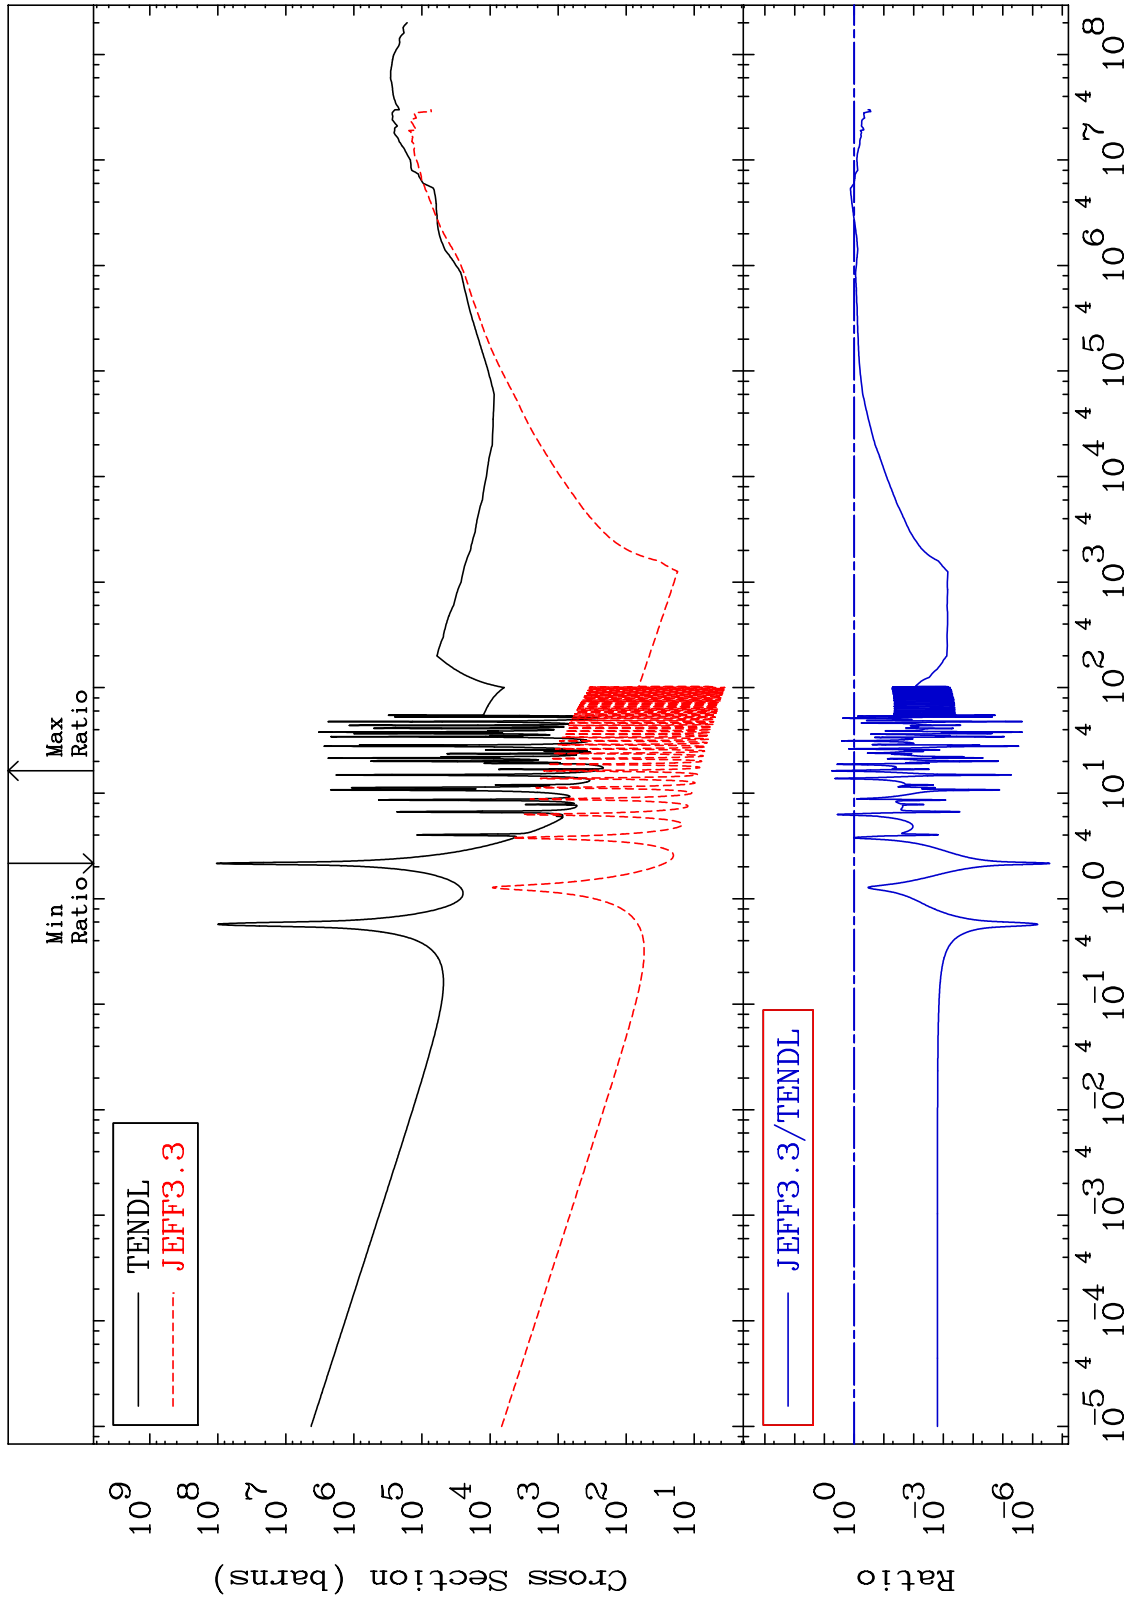 Min
Ratio
Max
Ratio
TENDL
JEFF3.3
10^9
10^8
10^7
10^6
10^5
10^4
10^3
10^2
10^1
Cross Section (barns)
JEFF3.3/TENDL
10^0
10^-3
10^-6
Ratio
10^-5 4 10^-4 4 10^-3 4 10^-2 4 10^-1 4 10^0 4 10^1 4 10^2 4 10^3 4 10^4 4 10^5 4 10^6 4 10^7 4 10^8